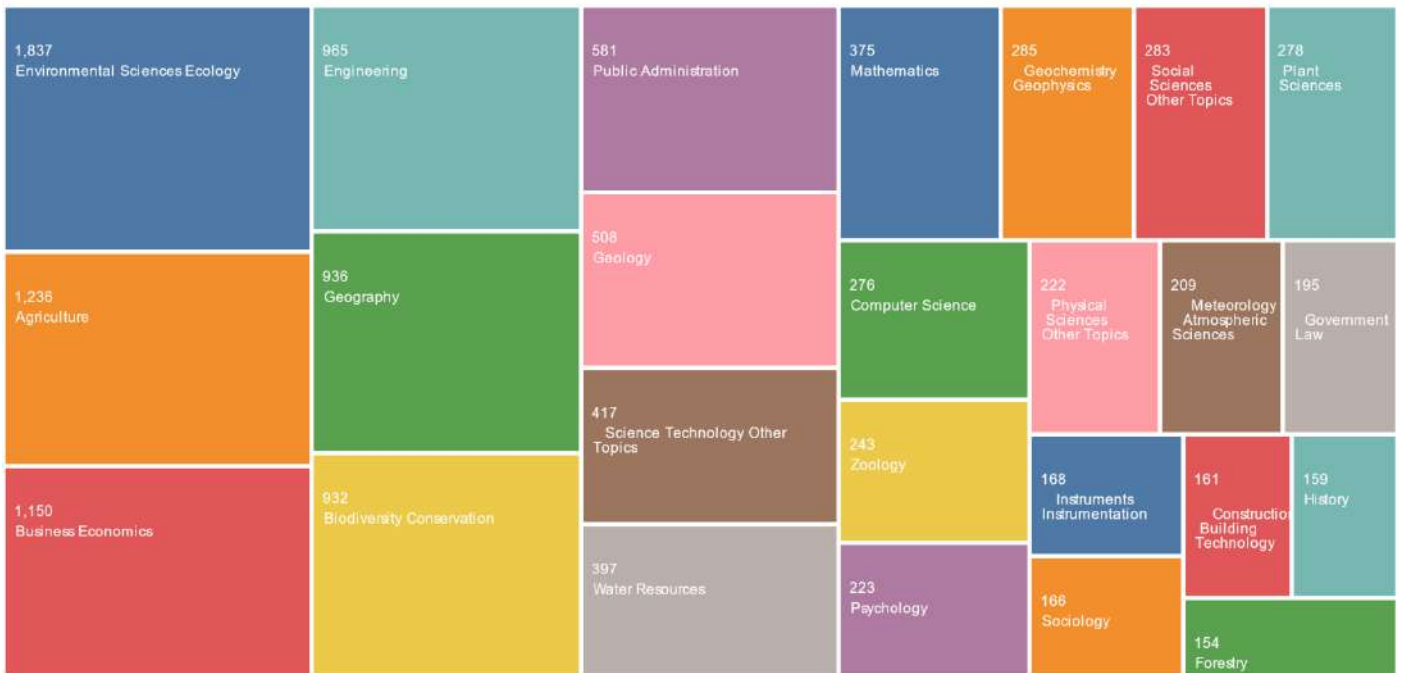 1,837
Environmental Sciences Ecology
1,236
Agriculture
1,150
Business Economics
965
Engineering
936
Geography
932
Biodiversity Conservation
581
Public Administration
508
Geology
417
Science Technology Other
Topics
397
Water Resources
375
Mathematics
285
Geochemistry
Geophysics
283
Social
Sciences
Other Topics
278
Plant
Sciences
276
Computer Science
243
Zoology
223
Psychology
222
Physical
Sciences
Other Topics
209
Meteorology
Atmospheric
Sciences
195
Government
Law
168
Instruments
Instrumentation
166
Sociology
161
Construction
Building
Technology
159
History
154
Forestry